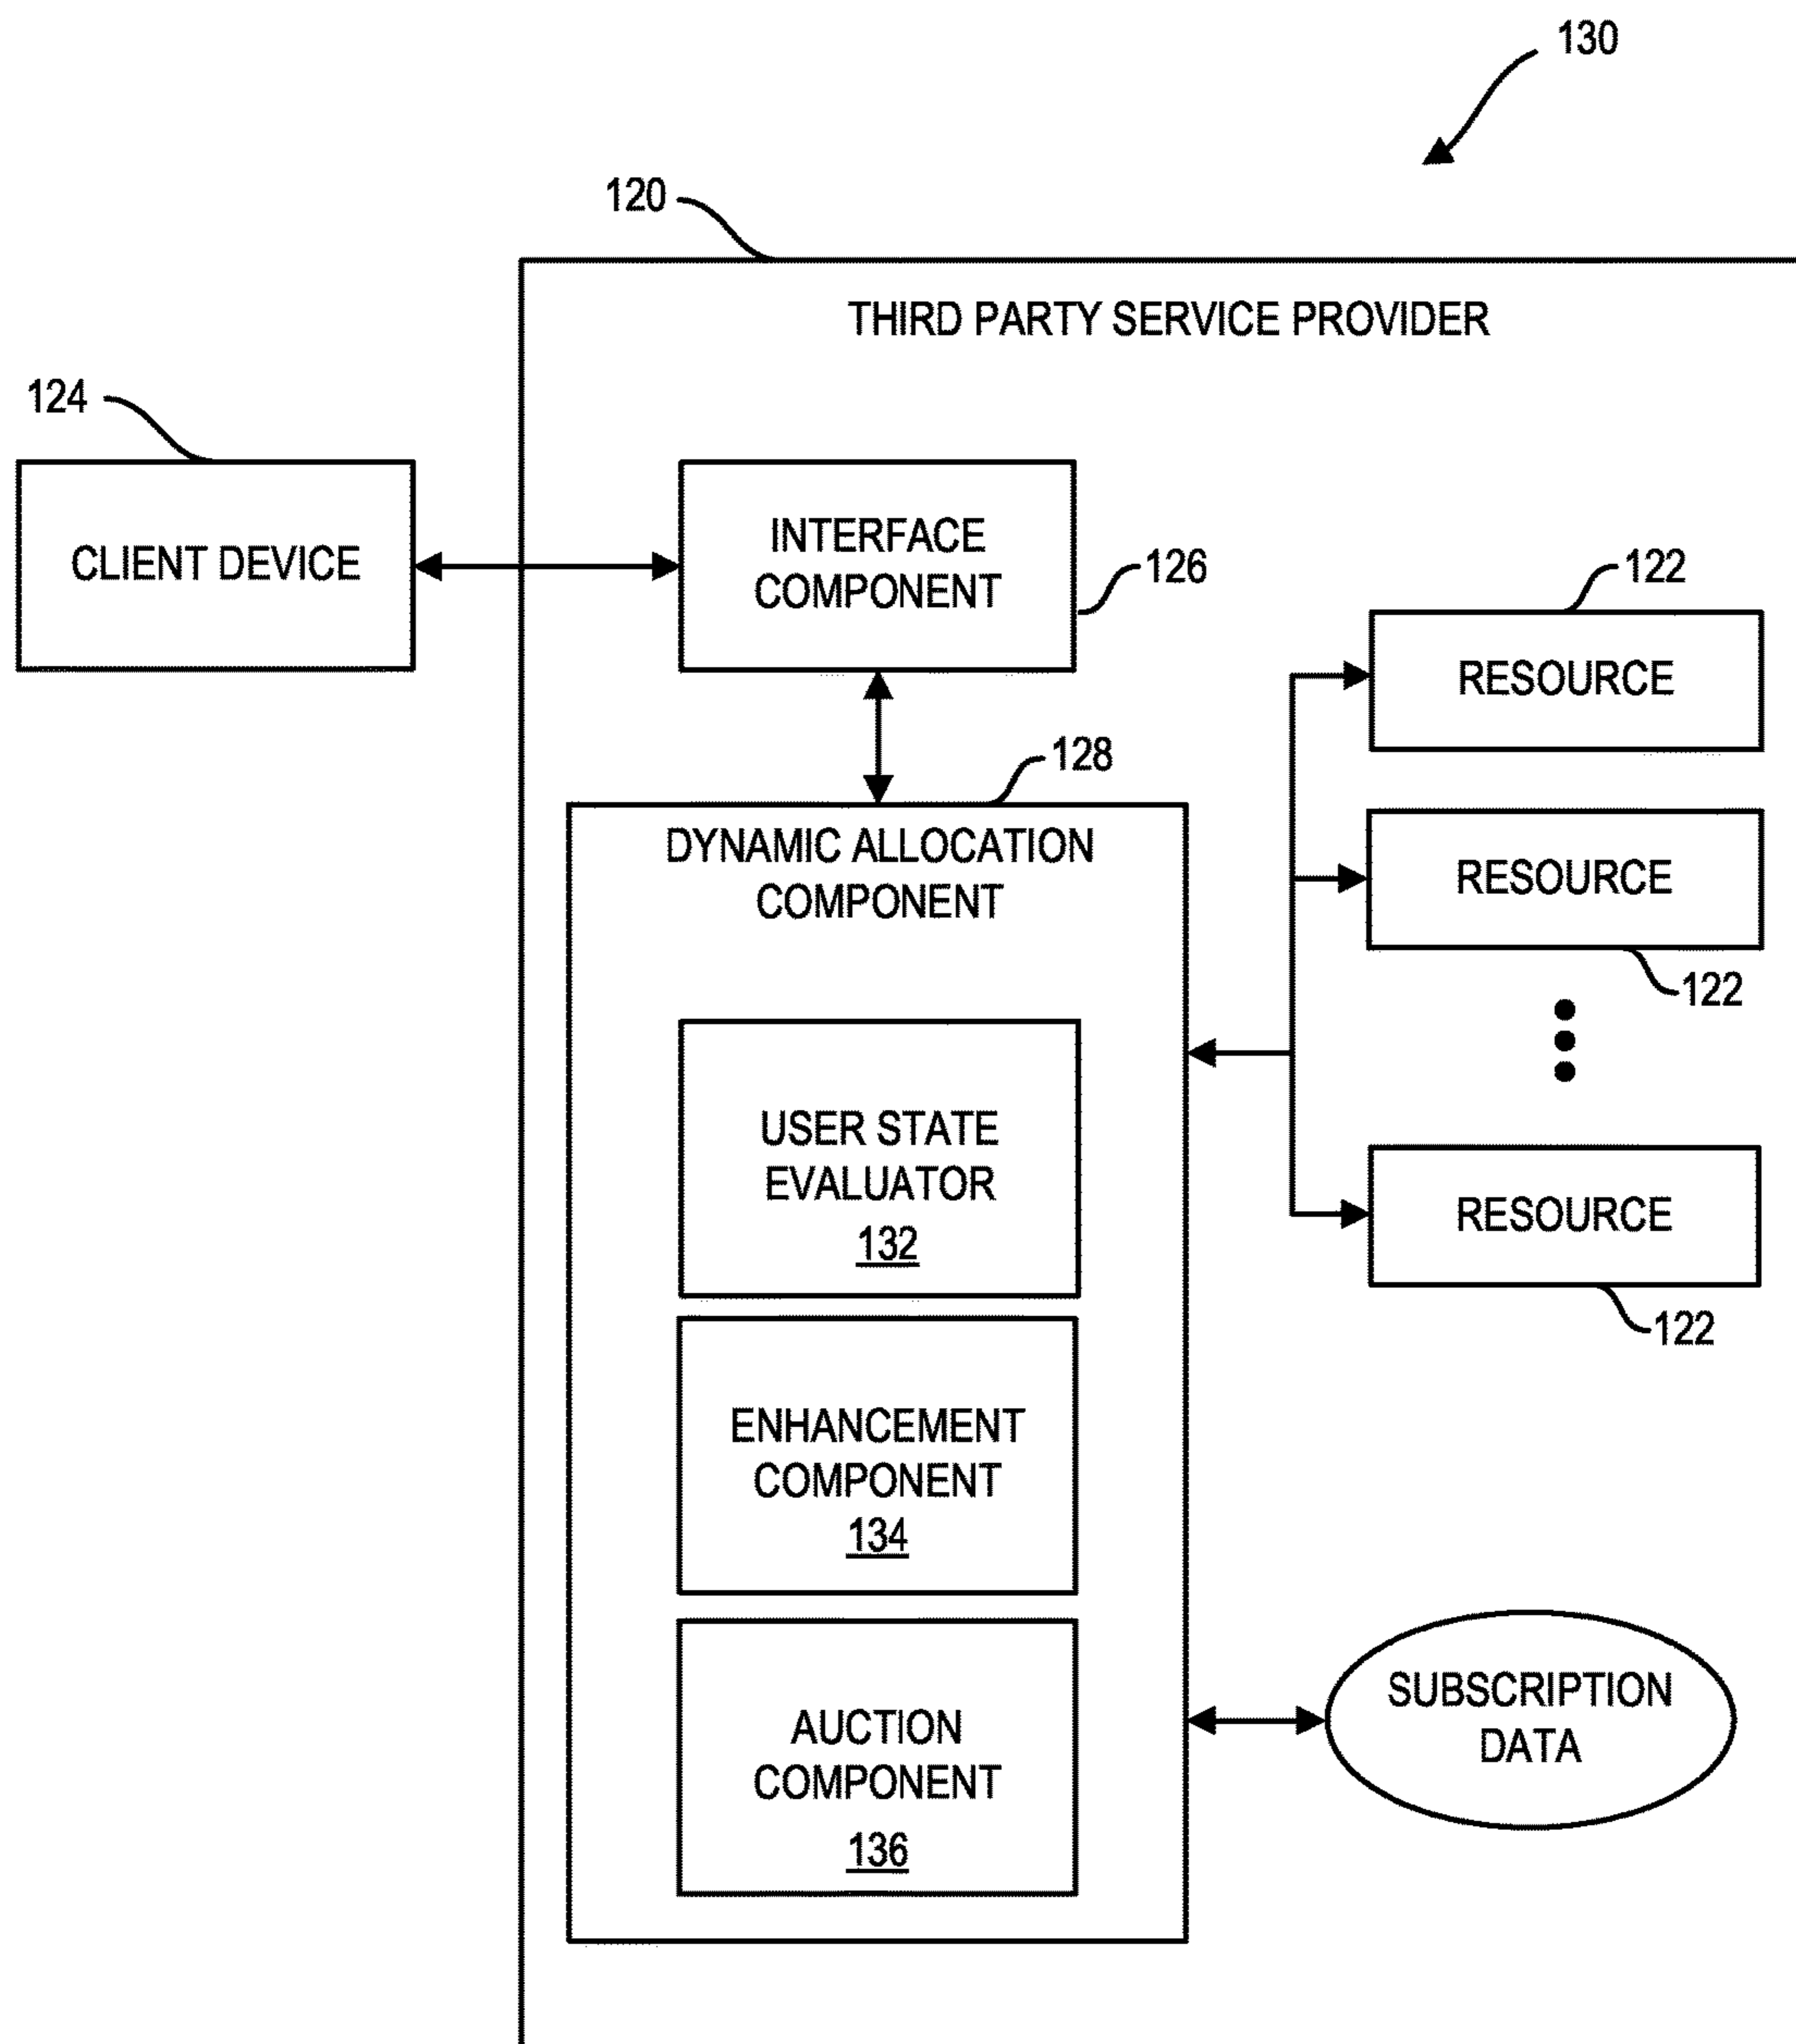 130
120
THIRD PARTY SERVICE PROVIDER
124
CLIENT DEVICE
INTERFACE
COMPONENT
126
122
RESOURCE
128
DYNAMIC ALLOCATION
COMPONENT
RESOURCE
122
USER STATE
EVALUATOR
132
RESOURCE
122
ENHANCEMENT
COMPONENT
134
SUBSCRIPTION
DATA
AUCTION
COMPONENT
136